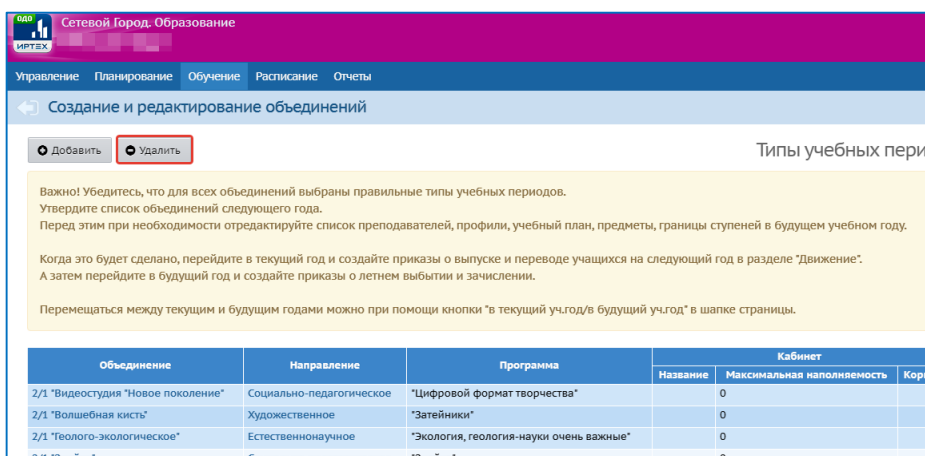 ОДО
ИРТЕХ
Сетевой Город. Образование
Управление Планирование Обучение Расписание Отчеты
Создание и редактирование объединений
Добавить Удалить
Типы учебных пери
Важно! Убедитесь, что для всех объединений выбраны правильные типы учебных периодов.
Утвердите список объединений следующего года.
Перед этим при необходимости отредактируйте список преподавателей, профили, учебный план, предметы, границы ступеней в будущем учебном году.
Когда это будет сделано, перейдите в текущий год и создайте приказы о выпуске и переводе учащихся на следующий год в разделе "Движение".
А затем перейдите в будущий год и создайте приказы о летнем выбытии и зачислении.
Перемещаться между текущим и будущим годами можно при помощи кнопки "в текущий уч.год/в будущий уч.год" в шапке страницы.
Объединение Направление Программа Кабинет
Название Максимальная наполняемость Кор
2/1 "Видеостудия "Новое поколение" Социально-педагогическое "Цифровой формат творчества" 0
2/1 "Волшебная кисть" Художественное "Затейники" 0
2/1 "Геолого-экологическое" Естественнонаучное "Экология, геология-науки очень важные" 0